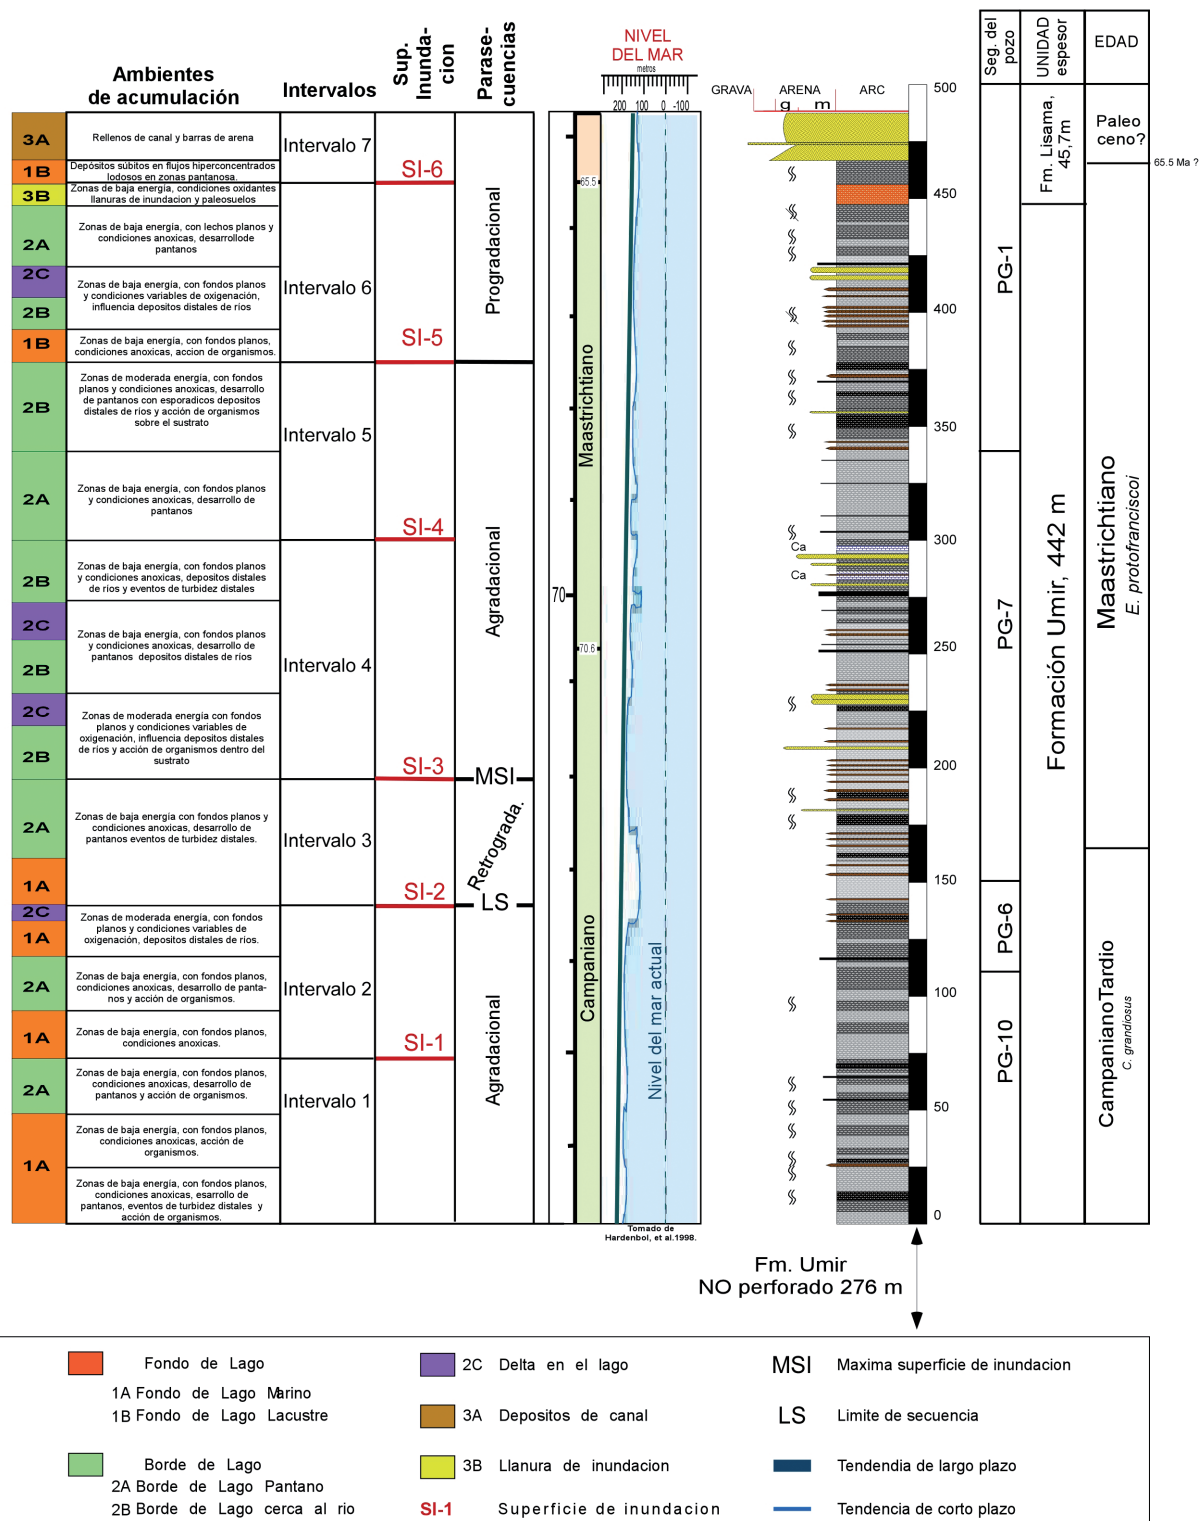 Ambientes
de acumulación
Intervalos
Sup.
Inunda-
cion
Parase-
cuencias
NIVEL
DEL MAR
metros
200 100 0 -100
GRAVA
ARENA
g m
ARC
Seg. del
pozo
UNIDAD
espesor
EDAD
3A
Rellenos de canal y barras de arena
1B
Depósitos súbitos en flujos hiperconcentrados
lodosos en zonas pantanosa.
3B
Zonas de baja energía, condiciones oxidantes
llanuras de inundacion y paleosuelos
2A
Zonas de baja energía, con lechos planos y
condiciones anoxicas, desarrollode
pantanos
2C
2B
Zonas de baja energía, con fondos planos
y condiciones variables de oxigenación,
influencia depositos distales de ríos
1B
Zonas de baja energía, con fondos planos,
condiciones anoxicas, accion de organismos.
2B
Zonas de moderada energía, con fondos
planos y condiciones anoxicas, desarrollo
de pantanos con esporadicos depositos
distales de ríos y acción de organismos
sobre el sustrato
2A
Zonas de baja energía, con fondos planos
y condiciones anoxicas, desarrollo de
pantanos
2B
Zonas de baja energía, con fondos planos
y condiciones anoxicas, depositos distales
de ríos y eventos de turbidez distales
2C
2B
Zonas de baja energía, con fondos planos
y condiciones anoxicas, desarrollo de
pantanos depositos distales de ríos
2C
2B
Zonas de moderada energía con fondos
planos y condiciones variables de
oxigenación, influencia depositos distales
de ríos y acción de organismos dentro del
sustrato
2A
1A
Zonas de baja energía con fondos planos y
condiciones anoxicas, desarrollo de
pantanos eventos de turbidez distales.
2C
1A
Zonas de moderada energía, con fondos
planos y condiciones variables de
oxigenación, depositos distales de ríos.
2A
Zonas de baja energía, con fondos planos,
condiciones anoxicas, desarrollo de panta-
nos y acción de organismos.
1A
Zonas de baja energía, con fondos planos,
condiciones anoxicas.
2A
Zonas de baja energía, con fondos planos,
condiciones anoxicas, desarrollo de
pantanos y acción de organismos.
1A
Zonas de baja energía, con fondos planos,
condiciones anoxicas, acción de
organismos.
Zonas de baja energía, con fondos planos,
condiciones anoxicas, esarrollo de
pantanos, eventos de turbidez distales y
acción de organismos.
Intervalo 7
Intervalo 6
Intervalo 5
Intervalo 4
Intervalo 3
Intervalo 2
Intervalo 1
SI-6
SI-5
SI-4
SI-3
SI-2
SI-1
Progradacional
Agradacional
MSI
Retrograda.
LS
Agradacional
65.5
Maastrichtiano
70
70.6
Campaniano
Nivel del mar actual
Tomado de
Hardenbol, et al.1998.
Ca
Ca
500
450
400
350
300
250
200
150
100
50
0
PG-1
PG-7
PG-6
PG-10
Fm. Lisama,
45,7m
Formación Umir, 442 m
Paleo
ceno?
65.5 Ma ?
Maastrichtiano
E. protofranciscoi
CampanianoTardio
C. grandiosus
Fm. Umir
NO perforado 276 m
Fondo de Lago
1A Fondo de Lago Marino
1B Fondo de Lago Lacustre
Borde de Lago
2A Borde de Lago Pantano
2B Borde de Lago cerca al rio
2C Delta en el lago
3A Depositos de canal
3B Llanura de inundacion
SI-1 Superficie de inundacion
MSI Maxima superficie de inundacion
LS Limite de secuencia
Tendendia de largo plazo
Tendencia de corto plazo